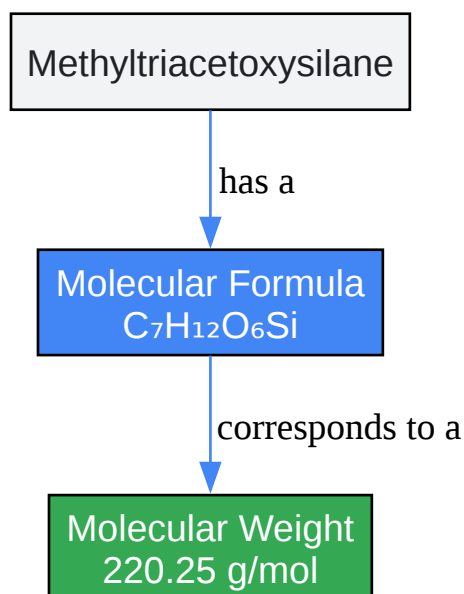 Methyltriacetoxysilane
has a
Molecular Formula
C₇H₁₂O₆Si
corresponds to a
Molecular Weight
220.25 g/mol